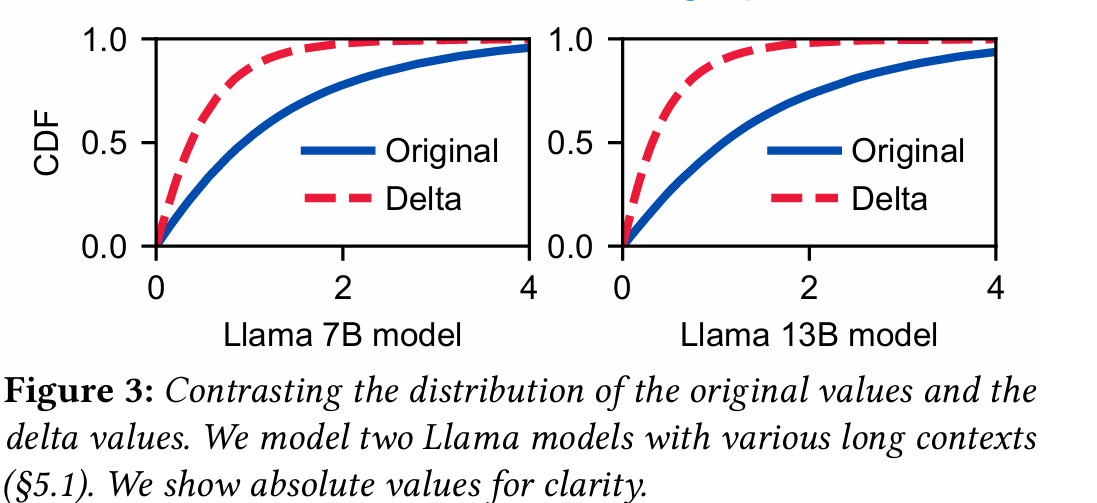 1.0
0.5
0.0
CDF
Original
Delta
0 2 4
Llama 7B model
1.0
0.5
0.0
Original
Delta
0 2 4
Llama 13B model
Figure 3: Contrasting the distribution of the original values and the
delta values. We model two Llama models with various long contexts
(§5.1). We show absolute values for clarity.